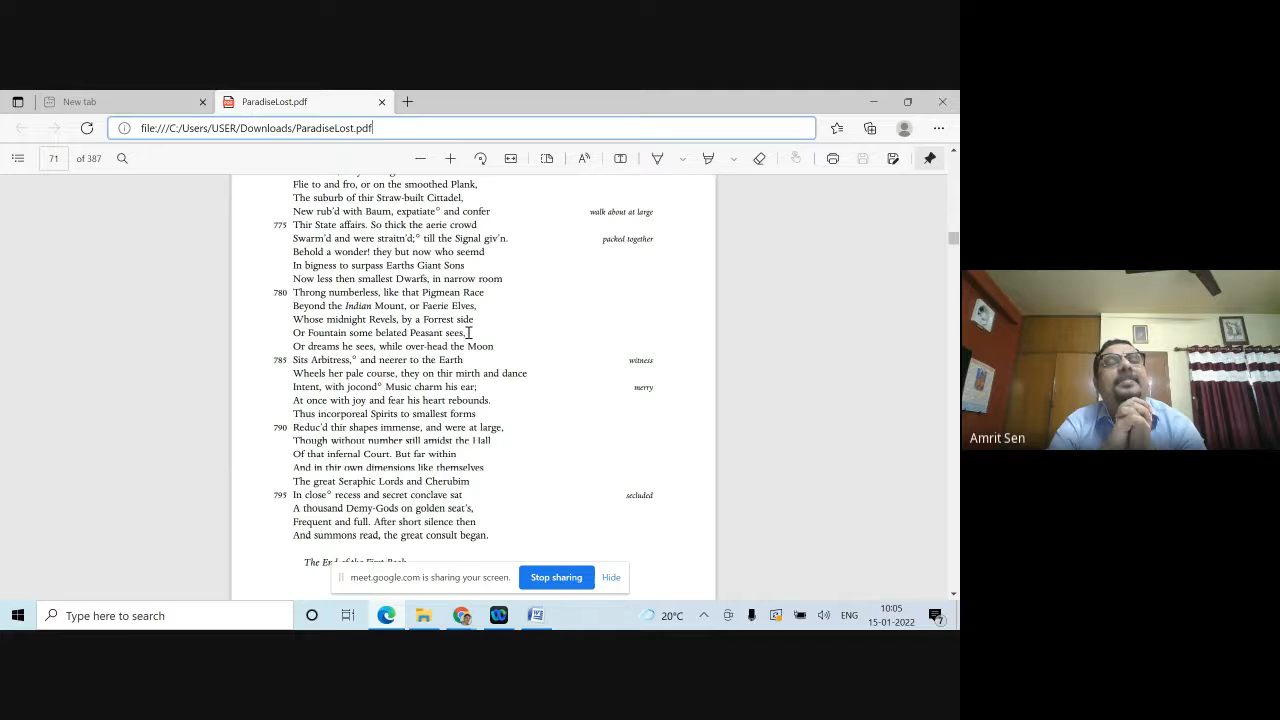 New tab
ParadiseLost.pdf
file:///C:/Users/USER/Downloads/ParadiseLost.pdf
71 of 387
Flie to and fro, or on the smoothed Plank,
The suburb of thir Straw-built Cittadel,
New rub'd with Baum, expatiate° and confer walk about at large
775 Thir State affairs. So thick the aerie crowd
Swarm'd and were straitn'd;° till the Signal giv'n. packed together
Behold a wonder! they but now who seemd
In bigness to surpass Earths Giant Sons
Now less then smallest Dwarfs, in narrow room
780 Throng numberless, like that Pigmean Race
Beyond the Indian Mount, or Faerie Elves,
Whose midnight Revels, by a Forrest side
Or Fountain some belated Peasant sees,
Or dreams he sees, while over-head the Moon
785 Sits Arbitress,° and neerer to the Earth witness
Wheels her pale course, they on thir mirth and dance
Intent, with jocond° Music charm his ear; merry
At once with joy and fear his heart rebounds.
Thus incorporeal Spirits to smallest forms
790 Reduc'd thir shapes immense, and were at large,
Though without number still amidst the Hall
Of that infernal Court. But far within
And in thir own dimensions like themselves
The great Seraphic Lords and Cherubim
795 In close° recess and secret conclave sat secluded
A thousand Demy-Gods on golden seat's,
Frequent and full. After short silence then
And summons read, the great consult began.
The End of the First Book
meet.google.com is sharing your screen. Stop sharing Hide
Amrit Sen
Type here to search
20°C
ENG
10:05
15-01-2022
7